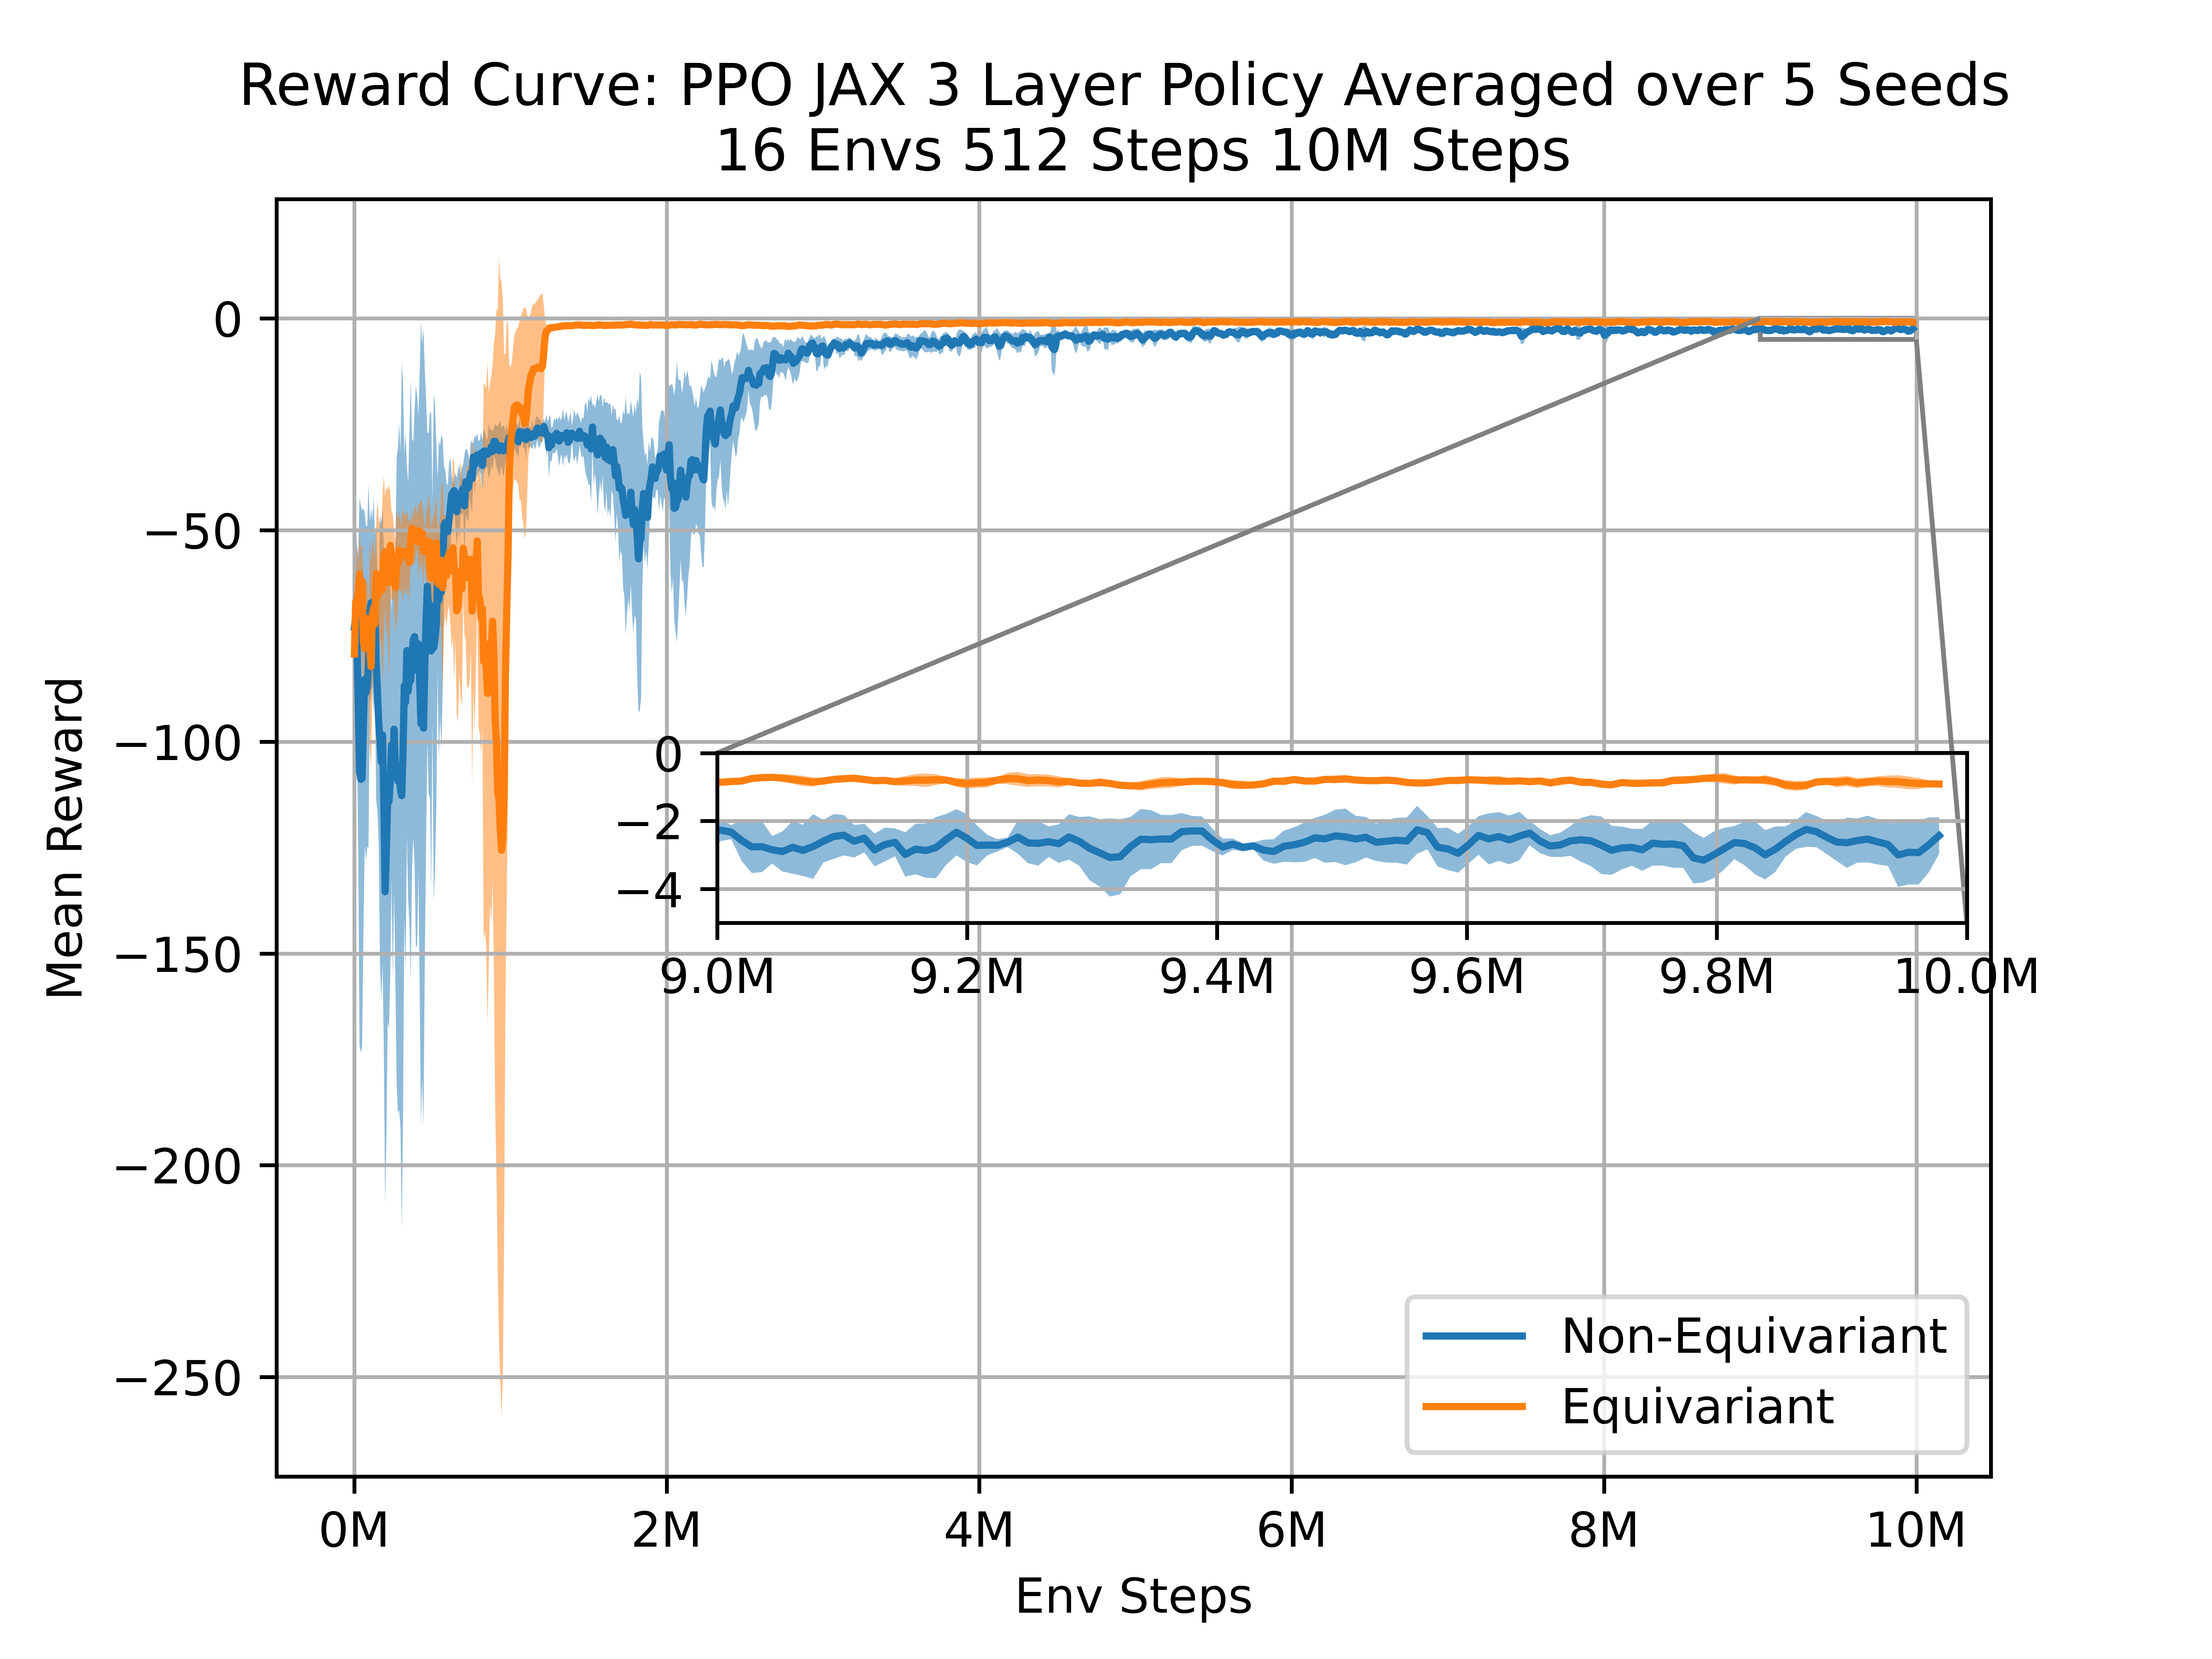 Reward Curve: PPO JAX 3 Layer Policy Averaged over 5 Seeds
16 Envs 512 Steps 10M Steps
Mean Reward
0
−50
−100
−150
−200
−250
0
−2
−4
9.0M 9.2M 9.4M 9.6M 9.8M 10.0M
Non-Equivariant
Equivariant
0M 2M 4M 6M 8M 10M
Env Steps